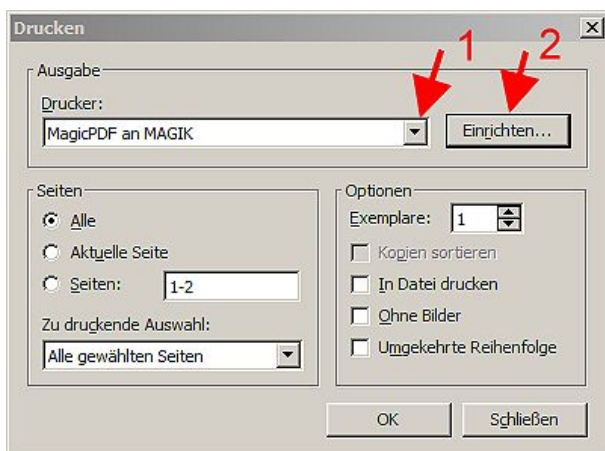 Drucken
1
2
Ausgabe
Drucker:
MagicPDF an MAGIK
Einrichten...
Seiten
Alle
Aktuelle Seite
Seiten: 1-2
Zu druckende Auswahl:
Alle gewählten Seiten
Optionen
Exemplare: 1
Kopien sortieren
In Datei drucken
Ohne Bilder
Umgekehrte Reihenfolge
OK
Schließen